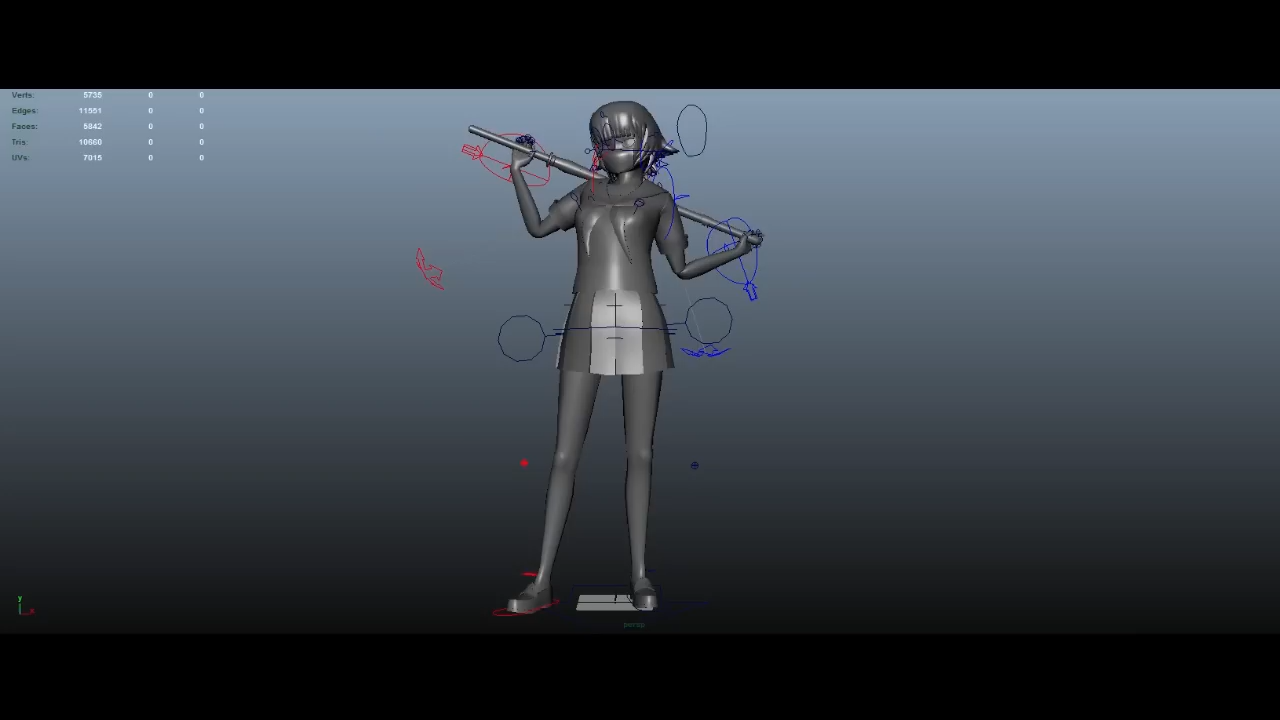 Verts: 5735 0 0
Edges: 11551 0 0
Faces: 5842 0 0
Tris: 10660 0 0
UVs: 7015 0 0
y
x
persp